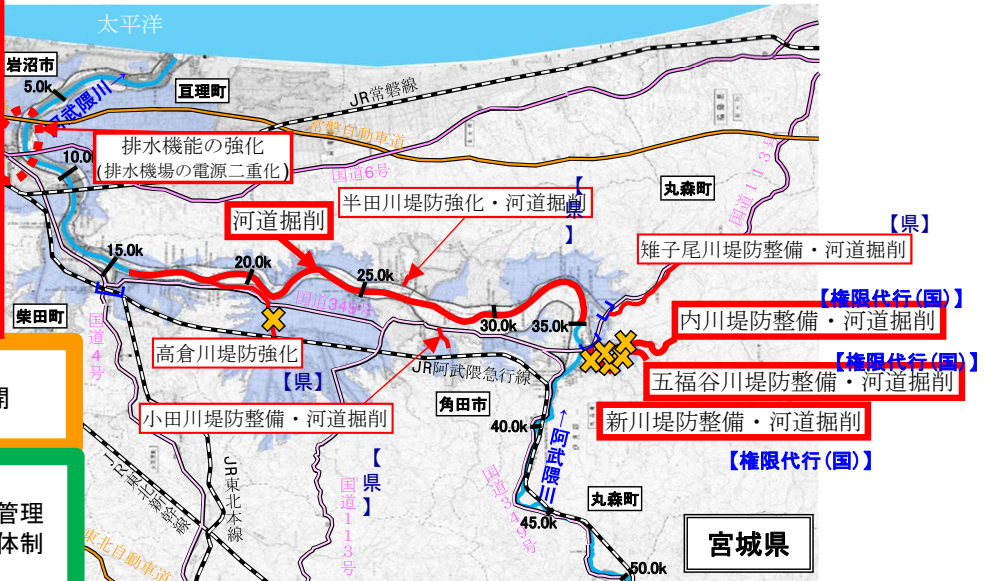 太平洋
岩沼市
5.0k
亘理町
阿武隈川→
JR常磐線
常磐自動車道
排水機能の強化
(排水機場の電源二重化)
10.0k
国道6号
丸森町
国道113号
【県】
半田川堤防強化・河道掘削
河道掘削
【県】
雉子尾川堤防整備・河道掘削
15.0k
20.0k
25.0k
国道349号
30.0k
35.0k
【権限代行(国)】
内川堤防整備・河道掘削
柴田町
国道4号
高倉川堤防強化
【県】
JR阿武隈急行線
【権限代行(国)】
五福谷川堤防整備・河道掘削
開
小田川堤防整備・河道掘削
角田市
新川堤防整備・河道掘削
40.0k
←阿武隈川
【権限代行(国)】
【県】
JR東北新幹線
JR東北本線
国道113号
国道349号
丸森町
45.0k
管理
体制
東北自動車道
宮城県
50.0k